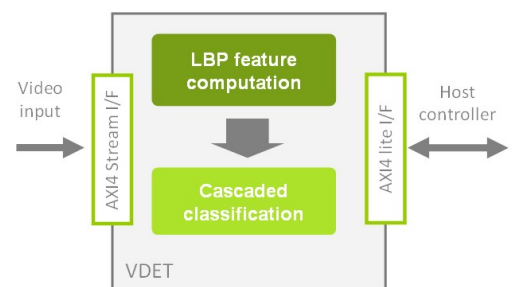 Video
input
AXI4 Stream I/F
LBP feature
computation
Cascaded
classification
AXI4 lite I/F
Host
controller
VDET